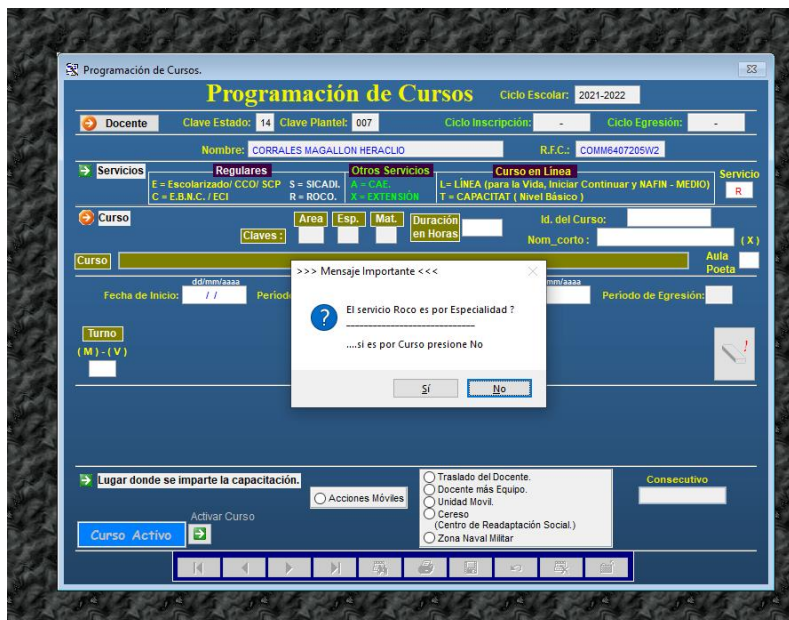 Programación de Cursos.
Programación de Cursos Ciclo Escolar: 2021-2022
Docente Clave Estado: 14 Clave Plantel: 007 Ciclo Inscripción: - Ciclo Egresión: -
Nombre: CORRALES MAGALLON HERACLIO R.F.C.: COMM6407205W2
Servicios Regulares Otros Servicios Curso en Línea Servicio
E = Escolarizado/ CCO/ SCP S = SICADI. A = CAE. L= LÍNEA (para la Vida, Iniciar Continuar y NAFIN - MEDIO) R
C = E.B.N.C. / ECI R = ROCO. X = EXTENSIÓN T = CAPACITAT ( Nivel Básico )
Curso Area Esp. Mat. Duración en Horas Id. del Curso:
Claves : Nom_corto : ( X )
Curso Aula Poeta
dd/mm/aaaa mm/aaaa
Fecha de Inicio: / / Periodo de Egresión:
>>> Mensaje Importante <<<
El servicio Roco es por Especialidad ?
....si es por Curso presione No
Sí No
Turno
( M ) - ( V )
Lugar donde se imparte la capacitación.
Acciones Móviles
Traslado del Docente.
Docente más Equipo.
Unidad Movil.
Cereso
(Centro de Readaptación Social.)
Zona Naval Militar
Consecutivo
Activar Curso
Curso Activo